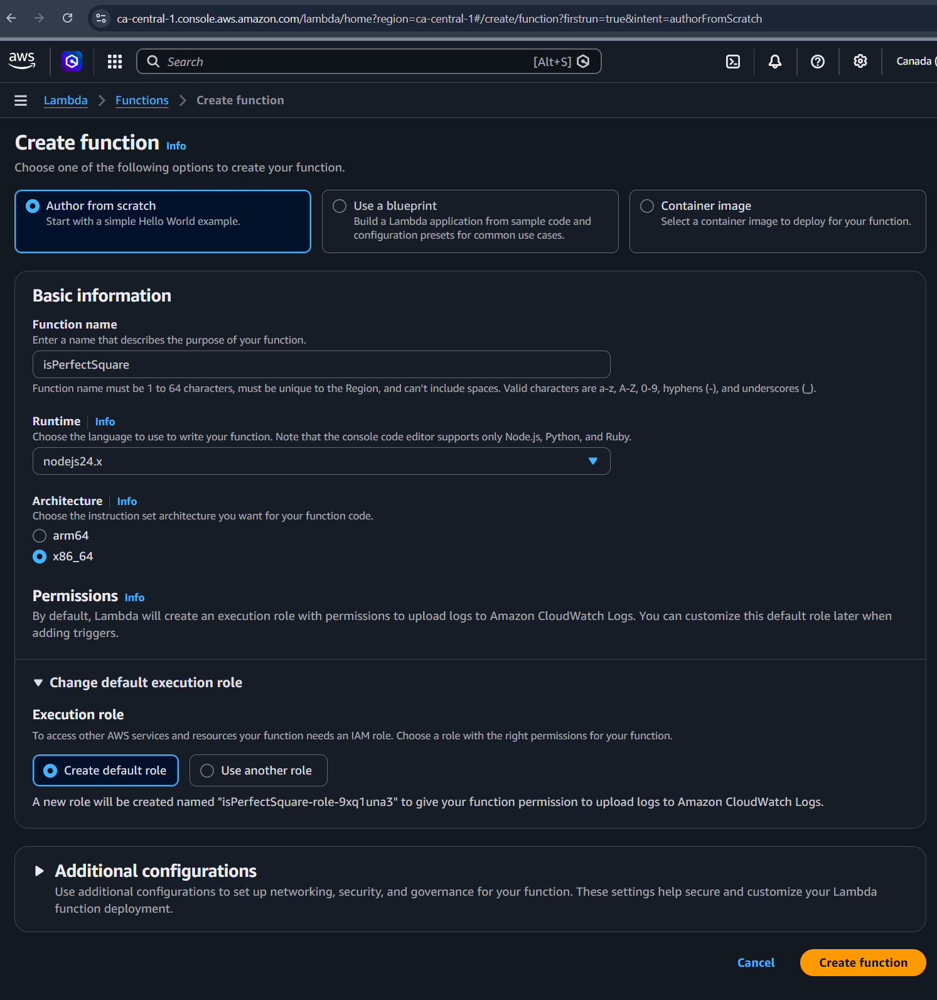 ca-central-1.console.aws.amazon.com/lambda/home?region=ca-central-1#/create/function?firstrun=true&intent=authorFromScratch
aws
Search
[Alt+S]
Canada (
Lambda
Functions
Create function
Create function
Info
Choose one of the following options to create your function.
Author from scratch
Start with a simple Hello World example.
Use a blueprint
Build a Lambda application from sample code and
configuration presets for common use cases.
Container image
Select a container image to deploy for your function.
Basic information
Function name
Enter a name that describes the purpose of your function.
isPerfectSquare
Function name must be 1 to 64 characters, must be unique to the Region, and can’t include spaces. Valid characters are a-z, A-Z, 0-9, hyphens (-), and underscores (_).
Runtime
Info
Choose the language to use to write your function. Note that the console code editor supports only Node.js, Python, and Ruby.
nodejs24.x
Architecture
Info
Choose the instruction set architecture you want for your function code.
arm64
x86_64
Permissions
Info
By default, Lambda will create an execution role with permissions to upload logs to Amazon CloudWatch Logs. You can customize this default role later when
adding triggers.
Change default execution role
Execution role
To access other AWS services and resources your function needs an IAM role. Choose a role with the right permissions for your function.
Create default role
Use another role
A new role will be created named "isPerfectSquare-role-9xq1una3" to give your function permission to upload logs to Amazon CloudWatch Logs.
Additional configurations
Use additional configurations to set up networking, security, and governance for your function. These settings help secure and customize your Lambda
function deployment.
Cancel
Create function